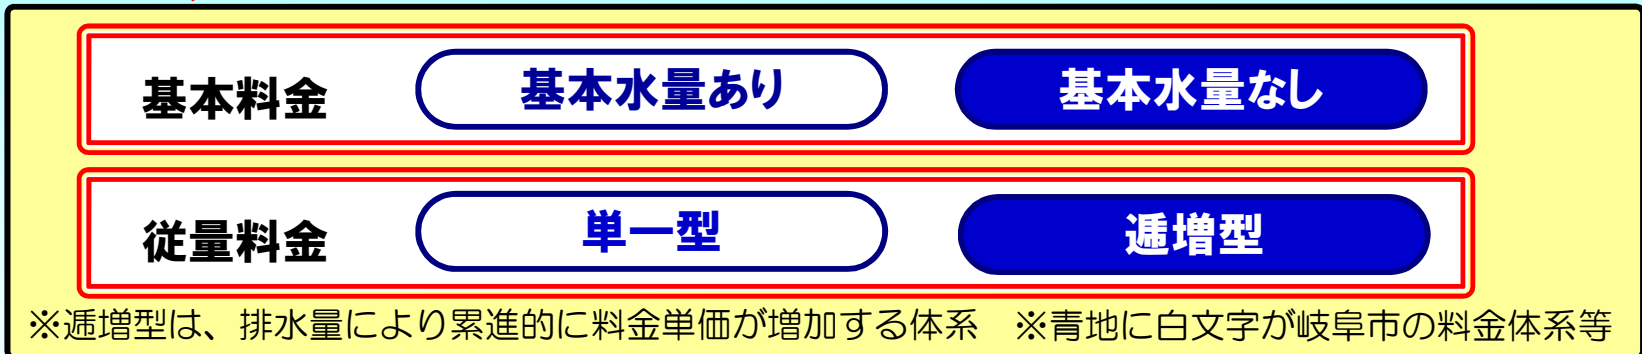 基本料金 基本水量あり 基本水量なし
従量料金 単一型 逓増型
※逓増型は、排水量により累進的に料金単価が増加する体系 ※青地に白文字が岐阜市の料金体系等